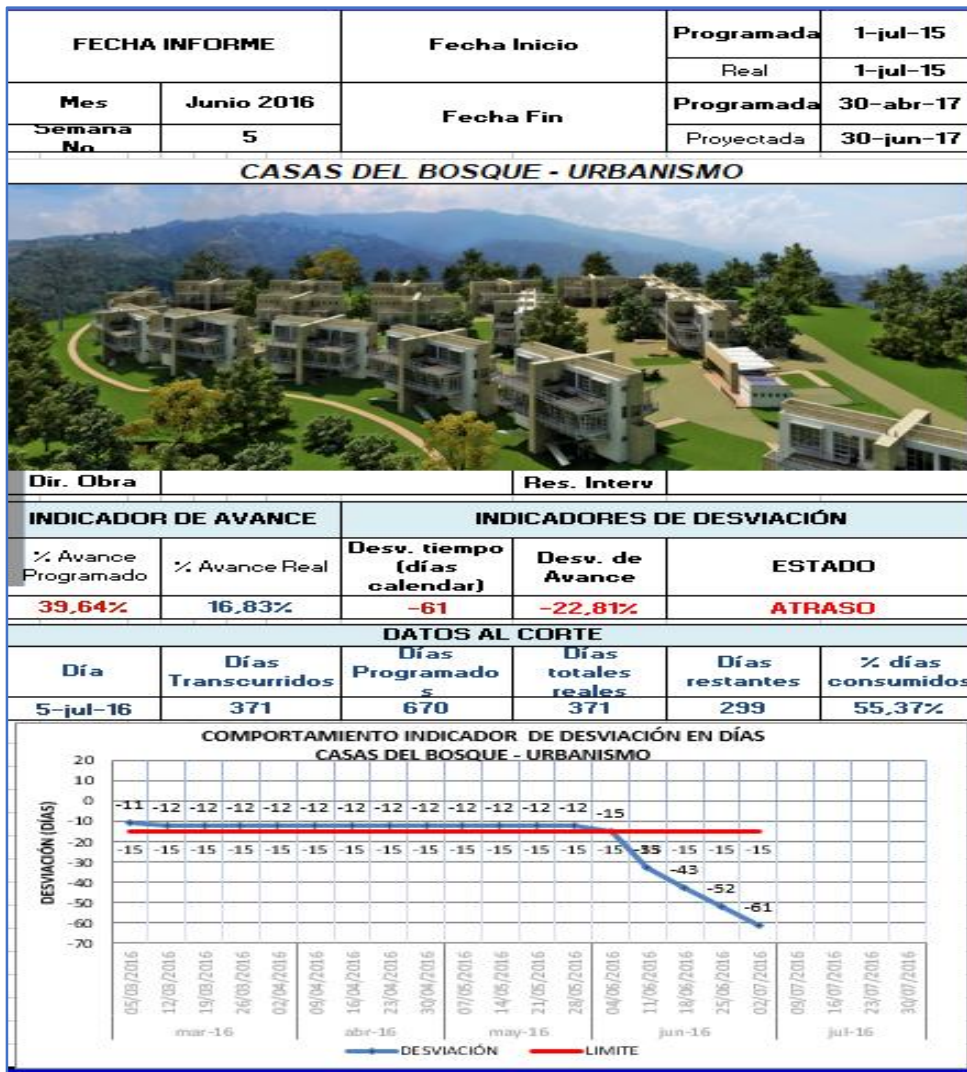 FECHA INFORME
Fecha Inicio
Programada
1-jul-15
Real
1-jul-15
Mes
Junio 2016
Fecha Fin
Programada
30-abr-17
Semana No
5
Proyectada
30-jun-17
CASAS DEL BOSQUE - URBANISMO
Dir. Obra
Res. Interv
INDICADOR DE AVANCE
INDICADORES DE DESVIACIÓN
% Avance Programado
% Avance Real
Desv. tiempo (días calendar)
Desv. de Avance
ESTADO
39,64%
16,83%
-61
-22,81%
ATRASO
DATOS AL CORTE
Día
Días Transcurridos
Días Programados
Días totales reales
Días restantes
% días consumidos
5-jul-16
371
670
371
299
55,37%
COMPORTAMIENTO INDICADOR DE DESVIACIÓN EN DÍAS
CASAS DEL BOSQUE - URBANISMO
DESVIACIÓN (DÍAS)
20
10
0
-10
-20
-30
-40
-50
-60
-70
-11 -12 -12 -12 -12 -12 -12 -12 -12 -12 -12 -12 -12 -15
-15 -15 -15 -15 -15 -15 -15 -15 -15 -15 -15 -15 -15 -15 -15 -15 -15
-43
-52
-61
05/03/2016 12/03/2016 19/03/2016 26/03/2016 02/04/2016 09/04/2016 16/04/2016 23/04/2016 30/04/2016 07/05/2016 14/05/2016 21/05/2016 28/05/2016 04/06/2016 11/06/2016 18/06/2016 25/06/2016 02/07/2016 09/07/2016 16/07/2016 23/07/2016 30/07/2016
mar-16 abr-16 may-16 jun-16 jul-16
DESVIACIÓN LIMITE